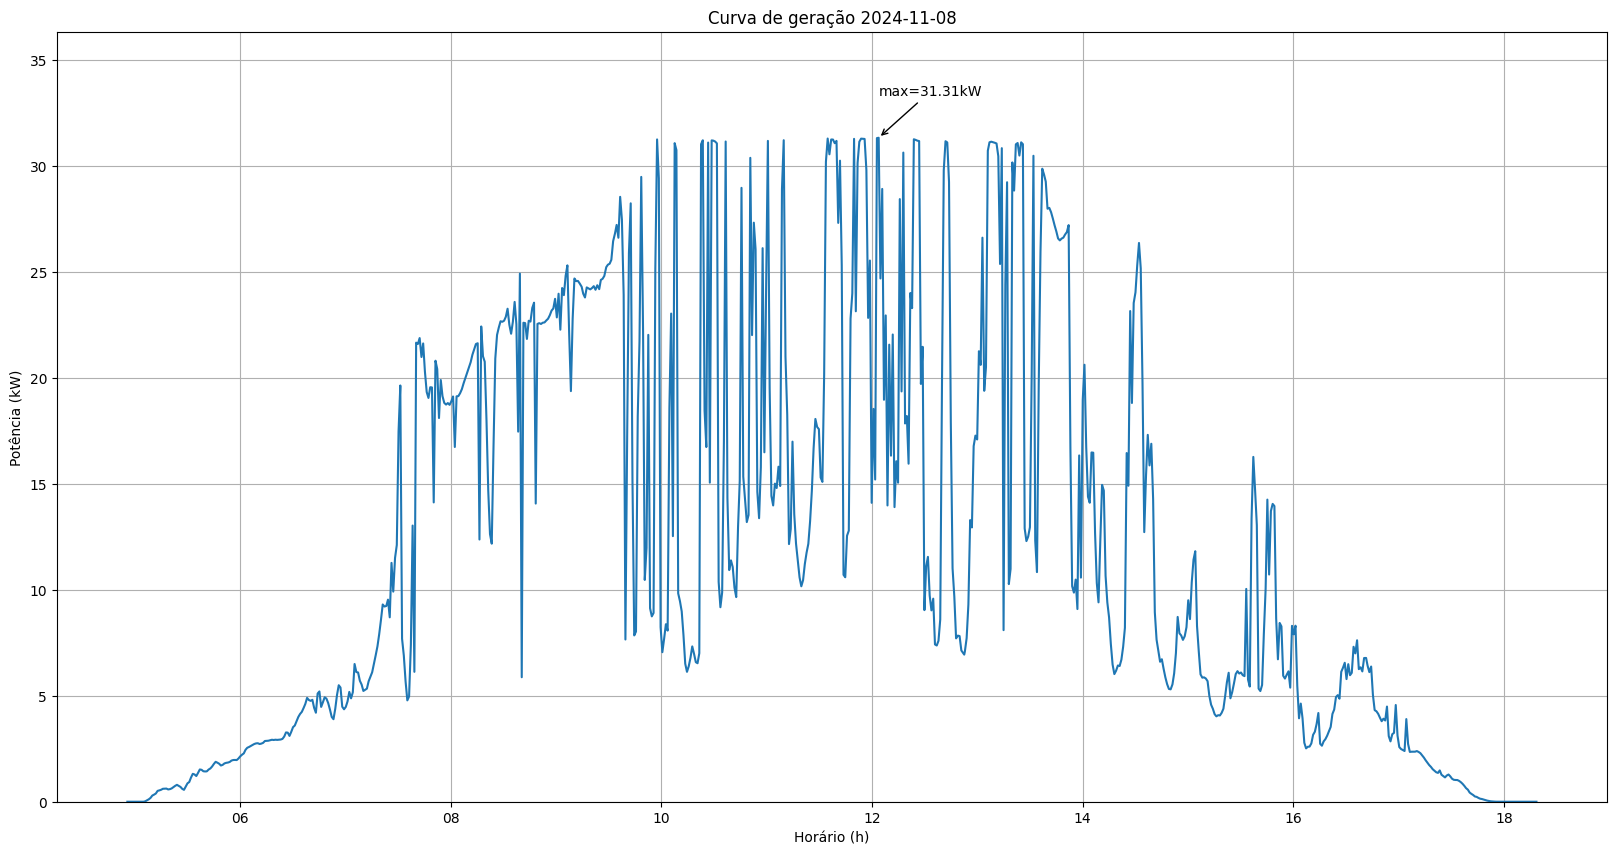 Curva de geração 2024-11-08
35
max=31.31kW
30
25
20
Potência (kW)
15
10
5
0
06 08 10 12 14 16 18
Horário (h)